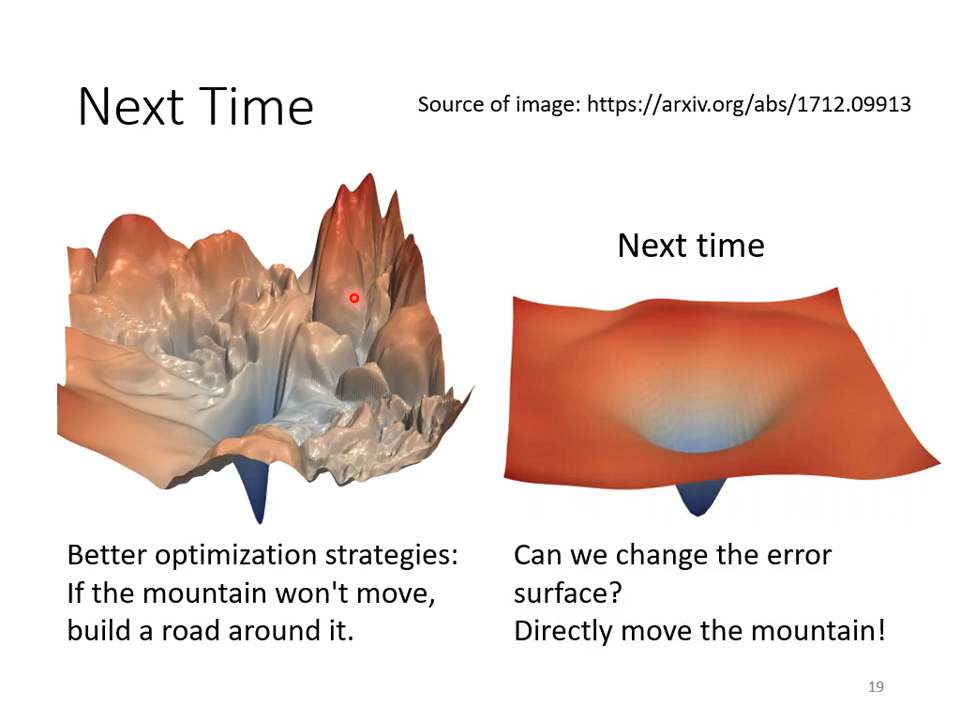 Next Time
Source of image: https://arxiv.org/abs/1712.09913
Next time
Better optimization strategies:
If the mountain won't move,
build a road around it.
Can we change the error
surface?
Directly move the mountain!
19